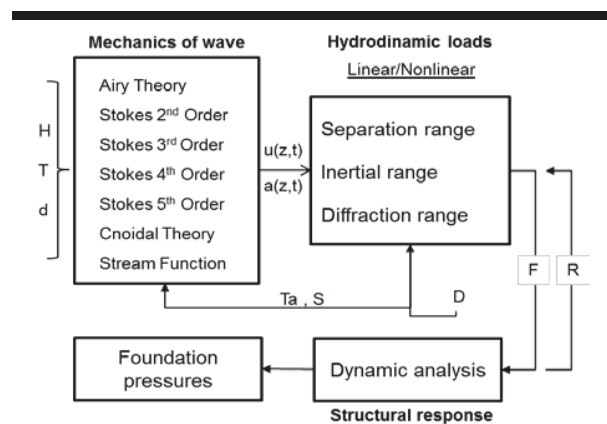 Mechanics of wave
Hydrodinamic loads
Linear/Nonlinear
H
T
d
Airy Theory
Stokes 2nd Order
Stokes 3rd Order
Stokes 4th Order
Stokes 5th Order
Cnoidal Theory
Stream Function
u(z,t)
a(z,t)
Separation range
Inertial range
Diffraction range
F
R
Ta , S
D
Foundation
pressures
Dynamic analysis
Structural response